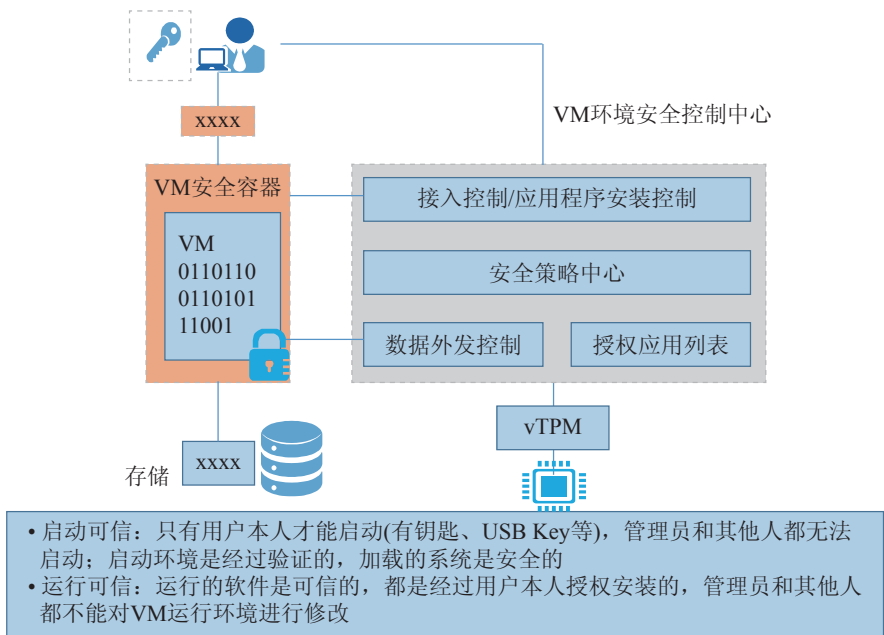 xxxx
VM环境安全控制中心
VM安全容器
接入控制/应用程序安装控制
VM
0110110
0110101
11001
安全策略中心
数据外发控制
授权应用列表
vTPM
存储
xxxx
• 启动可信：只有用户本人才能启动(有钥匙、USB Key等)，管理员和其他人都无法
启动；启动环境是经过验证的，加载的系统是安全的
• 运行可信：运行的软件是可信的，都是经过用户本人授权安装的，管理员和其他人
都不能对VM运行环境进行修改